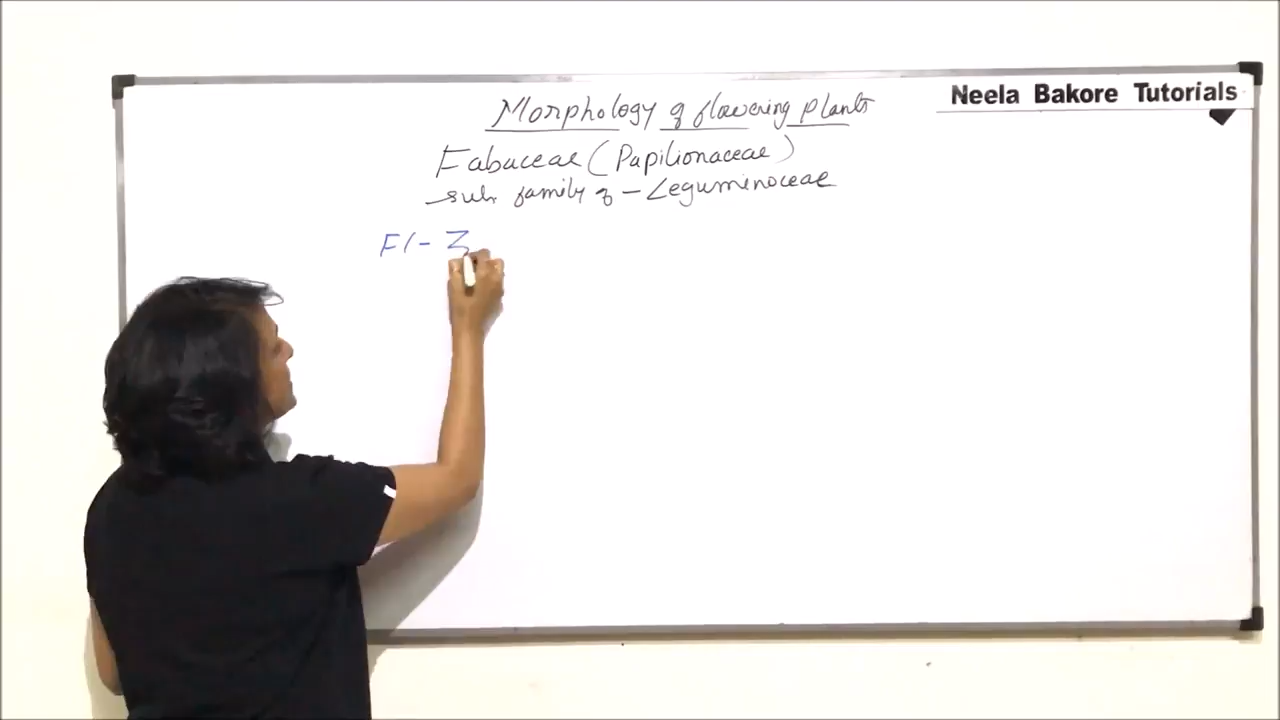 Neela Bakore Tutorials
Morphology of flowering plants
Fabaceae (Papilionaceae)
sub family of - Leguminoceae
Fl - Z